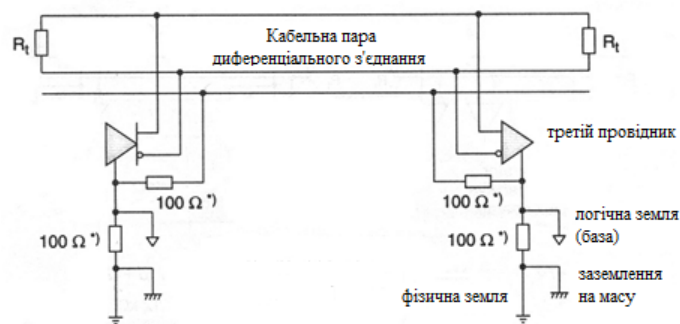 Кабельна пара
диференціального з'єднання
Rt
Rt
третій провідник
100 Ω *)
100 Ω *)
100 Ω *)
100 Ω *)
логічна земля
(база)
фізична земля
заземлення
на масу